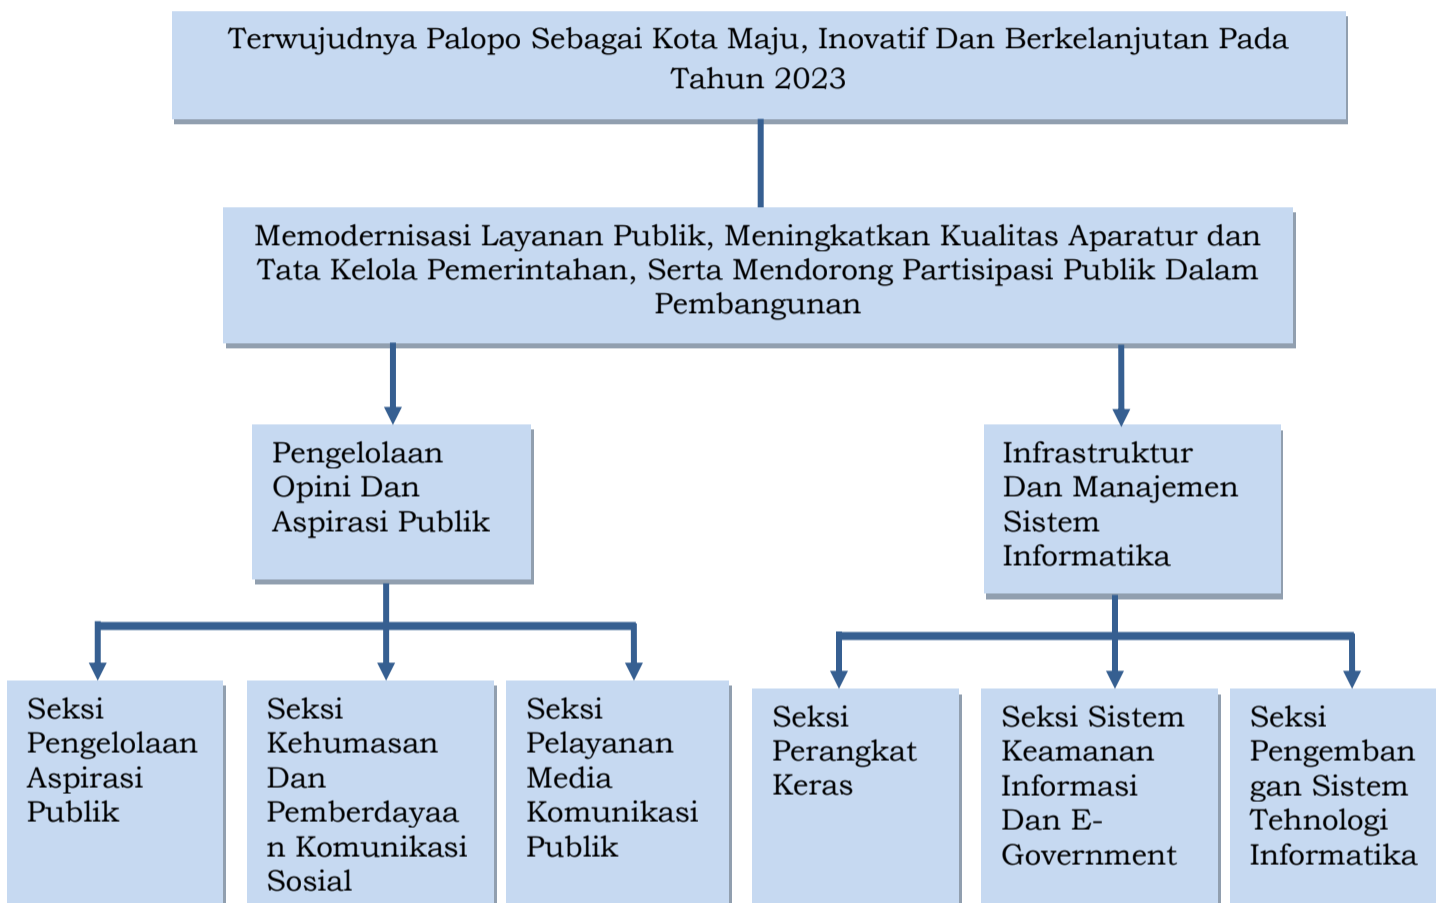 Terwujudnya Palopo Sebagai Kota Maju, Inovatif Dan Berkelanjutan Pada
Tahun 2023
Memodernisasi Layanan Publik, Meningkatkan Kualitas Aparatur dan
Tata Kelola Pemerintahan, Serta Mendorong Partisipasi Publik Dalam
Pembangunan
Pengelolaan
Opini Dan
Aspirasi Publik
Infrastruktur
Dan Manajemen
Sistem
Informatika
Seksi
Pengelolaan
Aspirasi
Publik
Seksi
Kehumasan
Dan
Pemberdayaa
n Komunikasi
Sosial
Seksi
Pelayanan
Media
Komunikasi
Publik
Seksi
Perangkat
Keras
Seksi Sistem
Keamanan
Informasi
Dan E-
Government
Seksi
Pengemban
gan Sistem
Tehnologi
Informatika